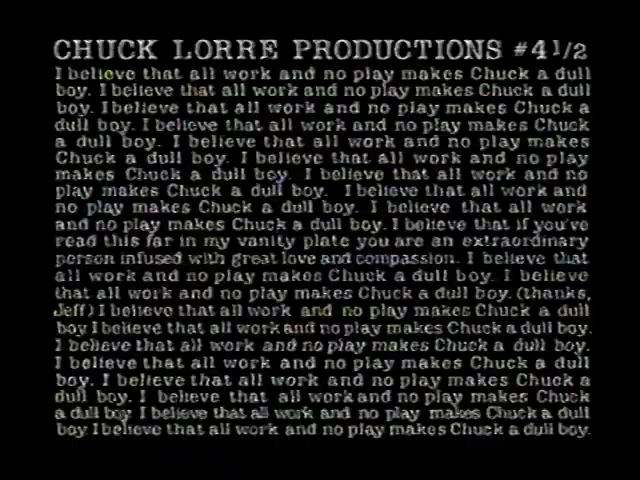 CHUCK LORRE PRODUCTIONS #4 1/2
I believe that all work and no play makes Chuck a dull
boy. I believe that all work and no play makes Chuck a dull
boy. I believe that all work and no play makes Chuck a
dull boy. I believe that all work and no play makes Chuck
a dull boy. I believe that all work and no play makes
Chuck a dull boy. I believe that all work and no play
makes Chuck a dull boy. I believe that all work and no
play makes Chuck a dull boy. I believe that all work and
no play makes Chuck a dull boy. I believe that all work
and no play makes Chuck a dull boy. I believe that if you've
read this far in my vanity plate you are an extraordinary
person infused with great love and compassion. I believe that
all work and no play makes Chuck a dull boy. I believe
that all work and no play makes Chuck a dull boy. (thanks,
Jeff) I believe that all work and no play makes Chuck a dull
boy I believe that all work and no play makes Chuck a dull boy.
I believe that all work and no play makes Chuck a dull boy.
I believe that all work and no play makes Chuck a dull
boy. I believe that all work and no play makes Chuck a
dull boy. I believe that all work and no play makes Chuck
a dull boy I believe that all work and no play makes Chuck a dull
boy I believe that all work and no play makes Chuck a dull boy.